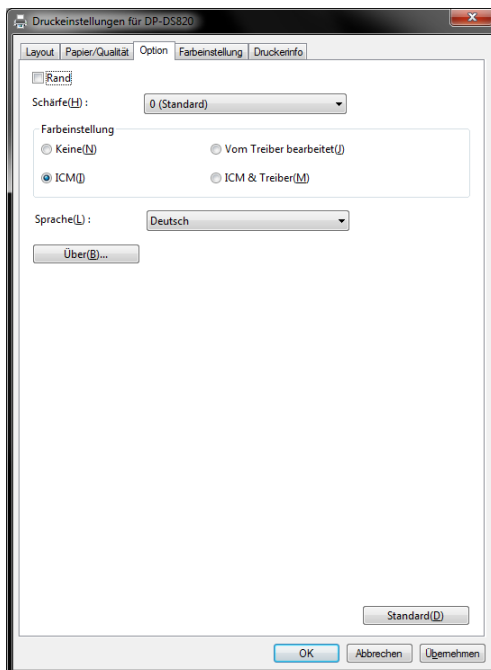 Druckeinstellungen für DP-DS820
Layout Papier/Qualität Option Farbeinstellung Druckerinfo
Rand
Schärfe(H) : 0 (Standard)
Farbeinstellung
Keine(N) Vom Treiber bearbeitet(J)
ICM(I) ICM & Treiber(M)
Sprache(L) : Deutsch
Über(B)...
Standard(D)
OK Abbrechen Übernehmen